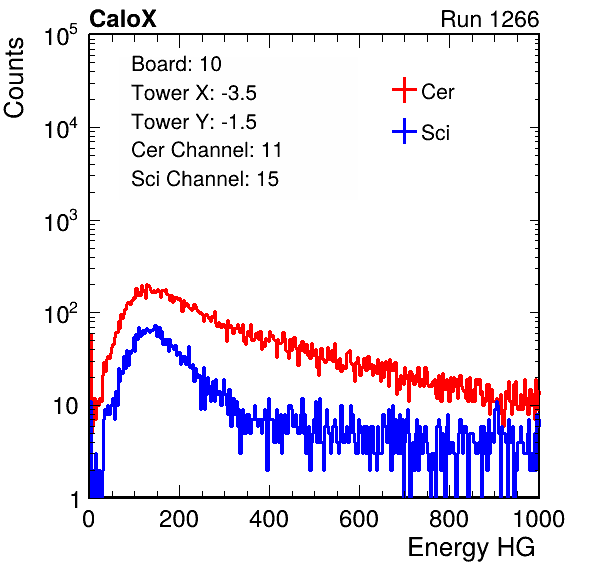 CaloX Run 1266
Counts
Board: 10
Tower X: -3.5
Tower Y: -1.5
Cer Channel: 11
Sci Channel: 15
Cer
Sci
10^5
10^4
10^3
10^2
10
1
0 200 400 600 800 1000
Energy HG